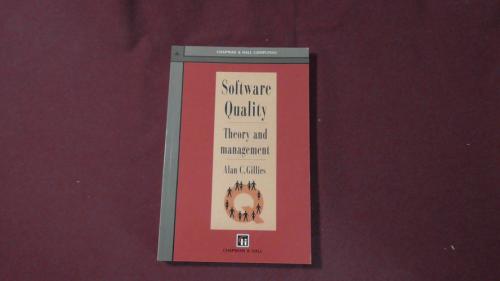 CHAPMAN & HALL COMPUTING
Software
Quality
Theory and
management
Alan C. Gillies
Q
CHAPMAN & HALL